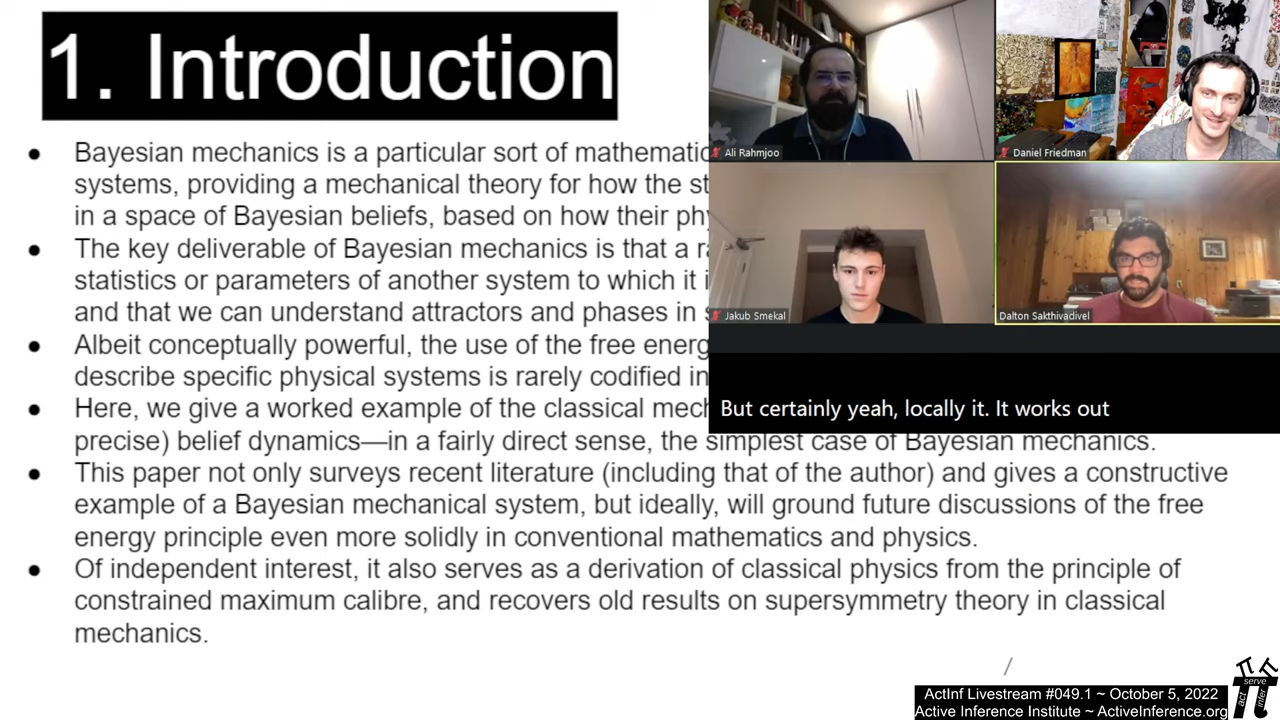 1. Introduction
Bayesian mechanic is a particular sort of mathematic
systems, providing a mechanical theory for how the st
in a space of Bayesian beliefs, based on how their phy
The key deliverable of Bayesian mechanics is that a ra
statistics or parameters of another system to which it i
and that we can understand attractors and phases in s
Albeit conceptually powerful, the use of the free energ
describe specific physical systems is rarely codified in
Here, we give a worked example of the classical mech
precise) belief dynamics—in a fairly direct sense, the simplest case of Bayesian mechanics.
This paper not only surveys recent literature (including that of the author) and gives a constructive
example of a Bayesian mechanical system, but ideally, will ground future discussions of the free
energy principle even more solidly in conventional mathematics and physics.
Of independent interest, it also serves as a derivation of classical physics from the principle of
constrained maximum calibre, and recovers old results on supersymmetry theory in classical
mechanics.
Ali Rahmjoo
Daniel Friedman
Jakub Smekal
Dalton Sakthivadivel
But certainly yeah, locally it. It works out
/
ActInf Livestream #049.1 ~ October 5, 2022
Active Inference Institute ~ ActiveInference.org
serve
act
infer